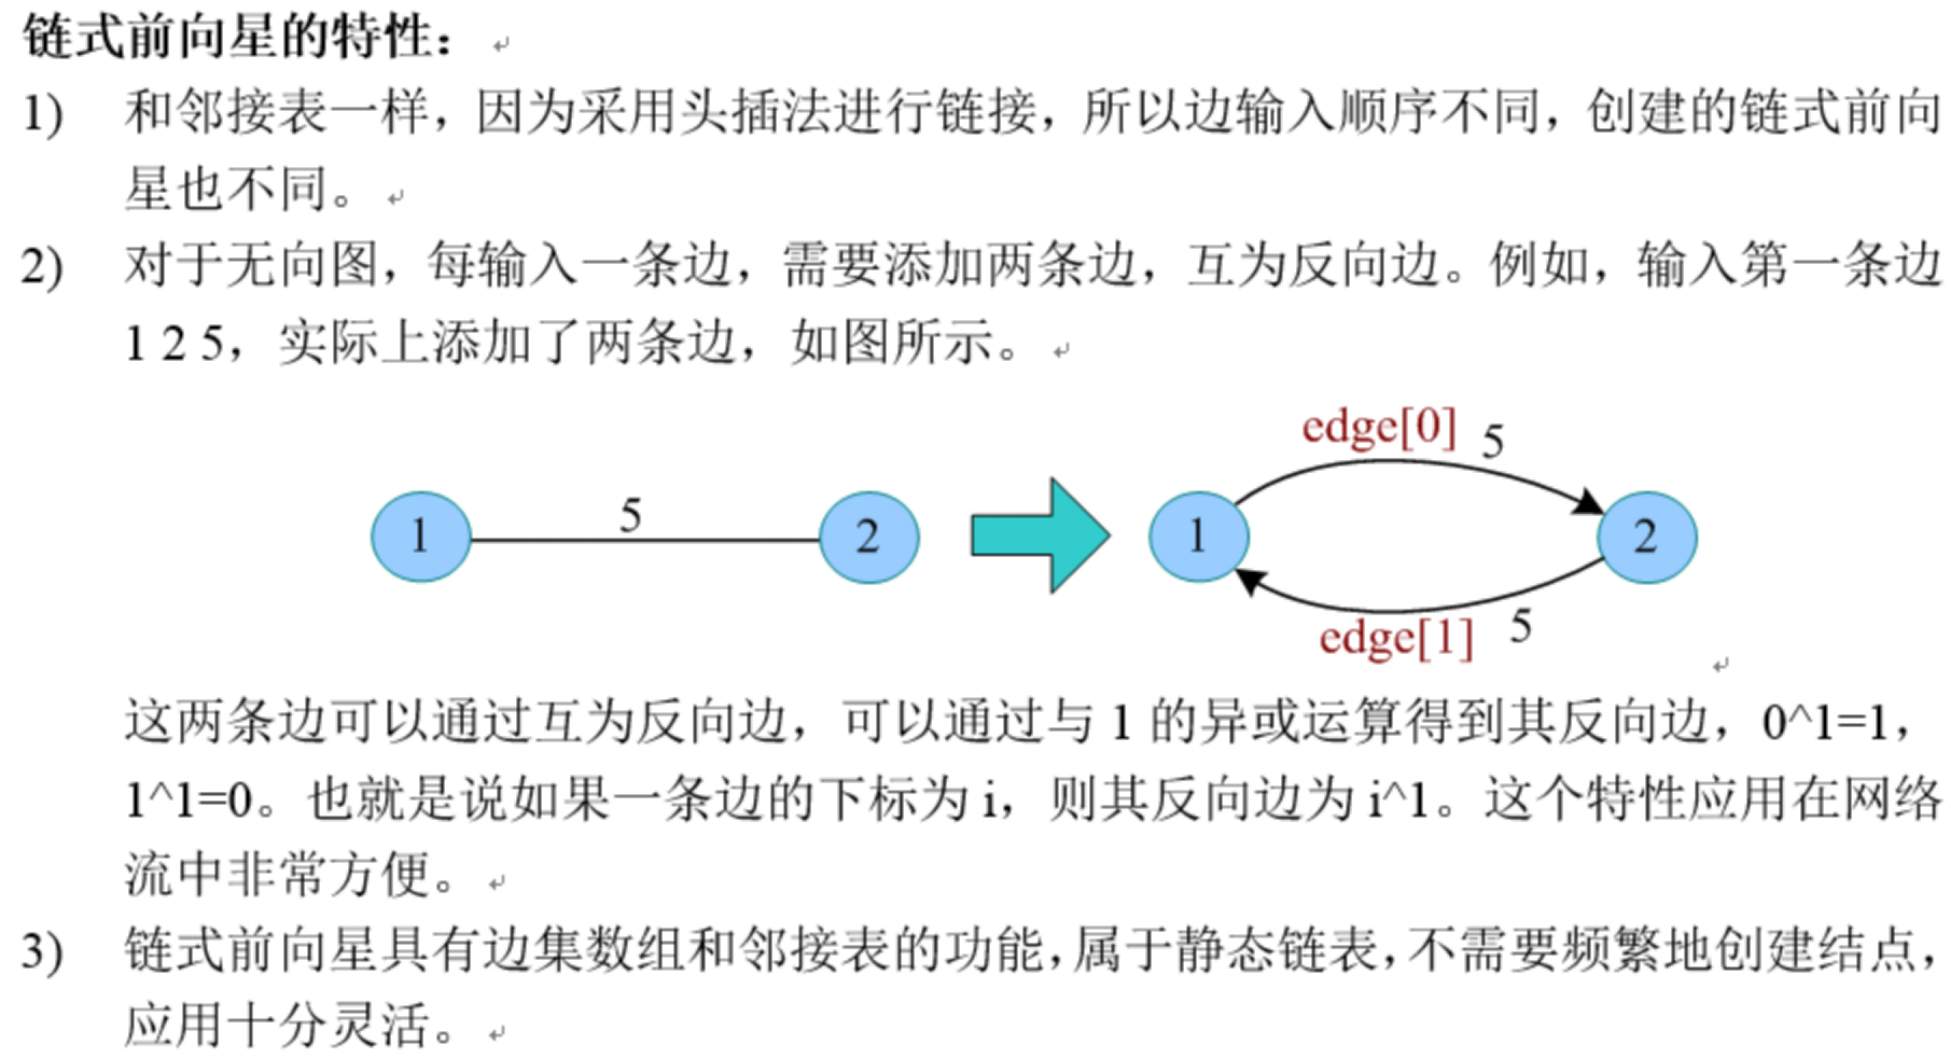 链式前向星的特性：
1) 和邻接表一样，因为采用头插法进行链接，所以边输入顺序不同，创建的链式前向
星也不同。
2) 对于无向图，每输入一条边，需要添加两条边，互为反向边。例如，输入第一条边
1 2 5，实际上添加了两条边，如图所示。
edge[0] 5
1 5 2 1 2
edge[1] 5
这两条边可以通过互为反向边，可以通过与 1 的异或运算得到其反向边，0^1=1，
1^1=0。也就是说如果一条边的下标为 i，则其反向边为 i^1。这个特性应用在网络
流中非常方便。
3) 链式前向星具有边集数组和邻接表的功能，属于静态链表，不需要频繁地创建结点，
应用十分灵活。